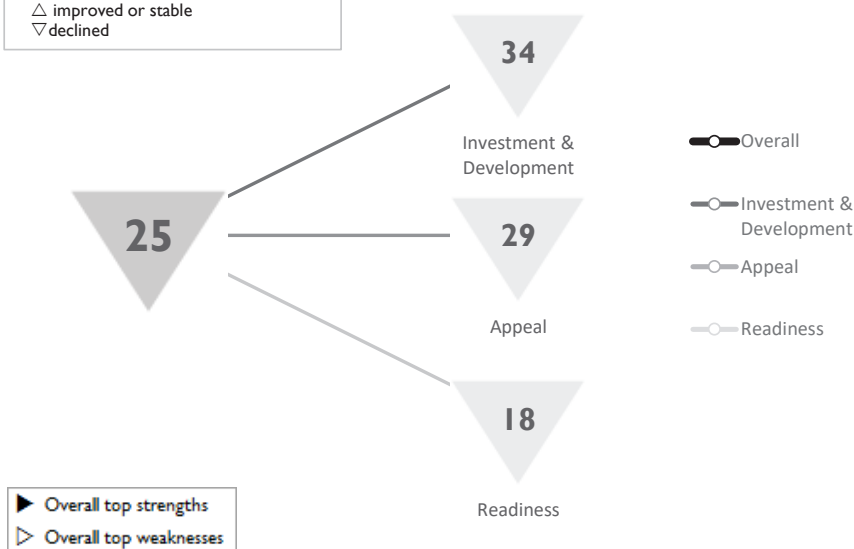 △ improved or stable
▽ declined
34
Investment &
Development
25
29
Appeal
18
Readiness
Overall
Investment &
Development
Appeal
Readiness
▶ Overall top strengths
▷ Overall top weaknesses